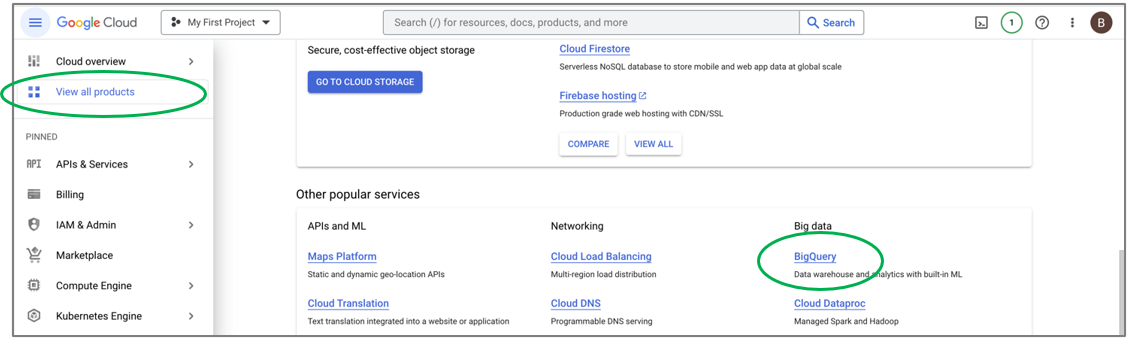 Google Cloud
My First Project
Search (/) for resources, docs, products, and more
Search
1
B
Cloud overview
View all products
PINNED
API APIs & Services
Billing
IAM & Admin
Marketplace
Compute Engine
Kubernetes Engine
Secure, cost-effective object storage
GO TO CLOUD STORAGE
Cloud Firestore
Serverless NoSQL database to store mobile and web app data at global scale
Firebase hosting
Production grade web hosting with CDN/SSL
COMPARE
VIEW ALL
Other popular services
APIs and ML
Maps Platform
Static and dynamic geo-location APIs
Cloud Translation
Text translation integrated into a website or application
Networking
Cloud Load Balancing
Multi-region load distribution
Cloud DNS
Programmable DNS serving
Big data
BigQuery
Data warehouse and analytics with built-in ML
Cloud Dataproc
Managed Spark and Hadoop